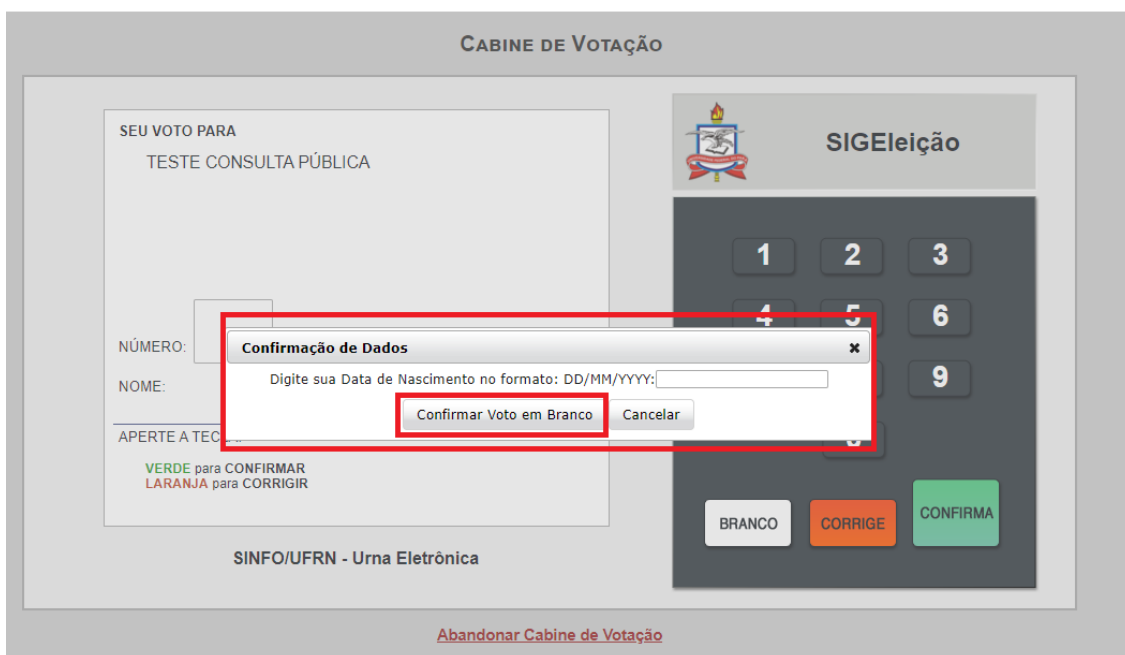 CABINE DE VOTAÇÃO
SEU VOTO PARA
TESTE CONSULTA PÚBLICA
NÚMERO:
NOME:
APERTE A
VERDE para CONFIRMAR
LARANJA para CORRIGIR
SINFO/UFRN - Urna Eletrônica
Confirmação de Dados
Digite sua Data de Nascimento no formato: DD/MM/YYYY:
Confirmar Voto em Branco Cancelar
SIGEleição
1 2 3
4 5 6
9
BRANCO CORRIGE CONFIRMA
Abandonar Cabine de Votação